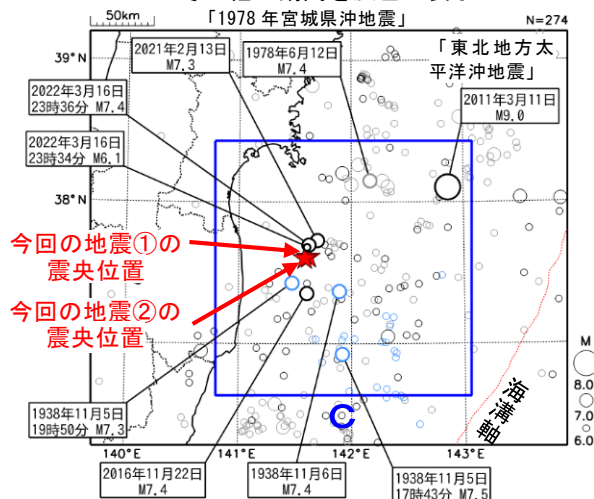 50km
「1978 年宮城県沖地震」
N=274
39°N
2021年2月13日
M7.3
1978年6月12日
M7.4
「東北地方太
平洋沖地震」
2022年3月16日
23時36分 M7.4
2011年3月11日
M9.0
2022年3月16日
23時34分 M6.1
38°N
今回の地震①の
震央位置
今回の地震②の
震央位置
M
8.0
7.0
6.0
海溝軸
C
1938年11月5日
19時50分 M7.3
140°E
141°E
142°E
143°E
2016年11月22日
M7.4
1938年11月6日
M7.4
1938年11月5日
17時43分 M7.5